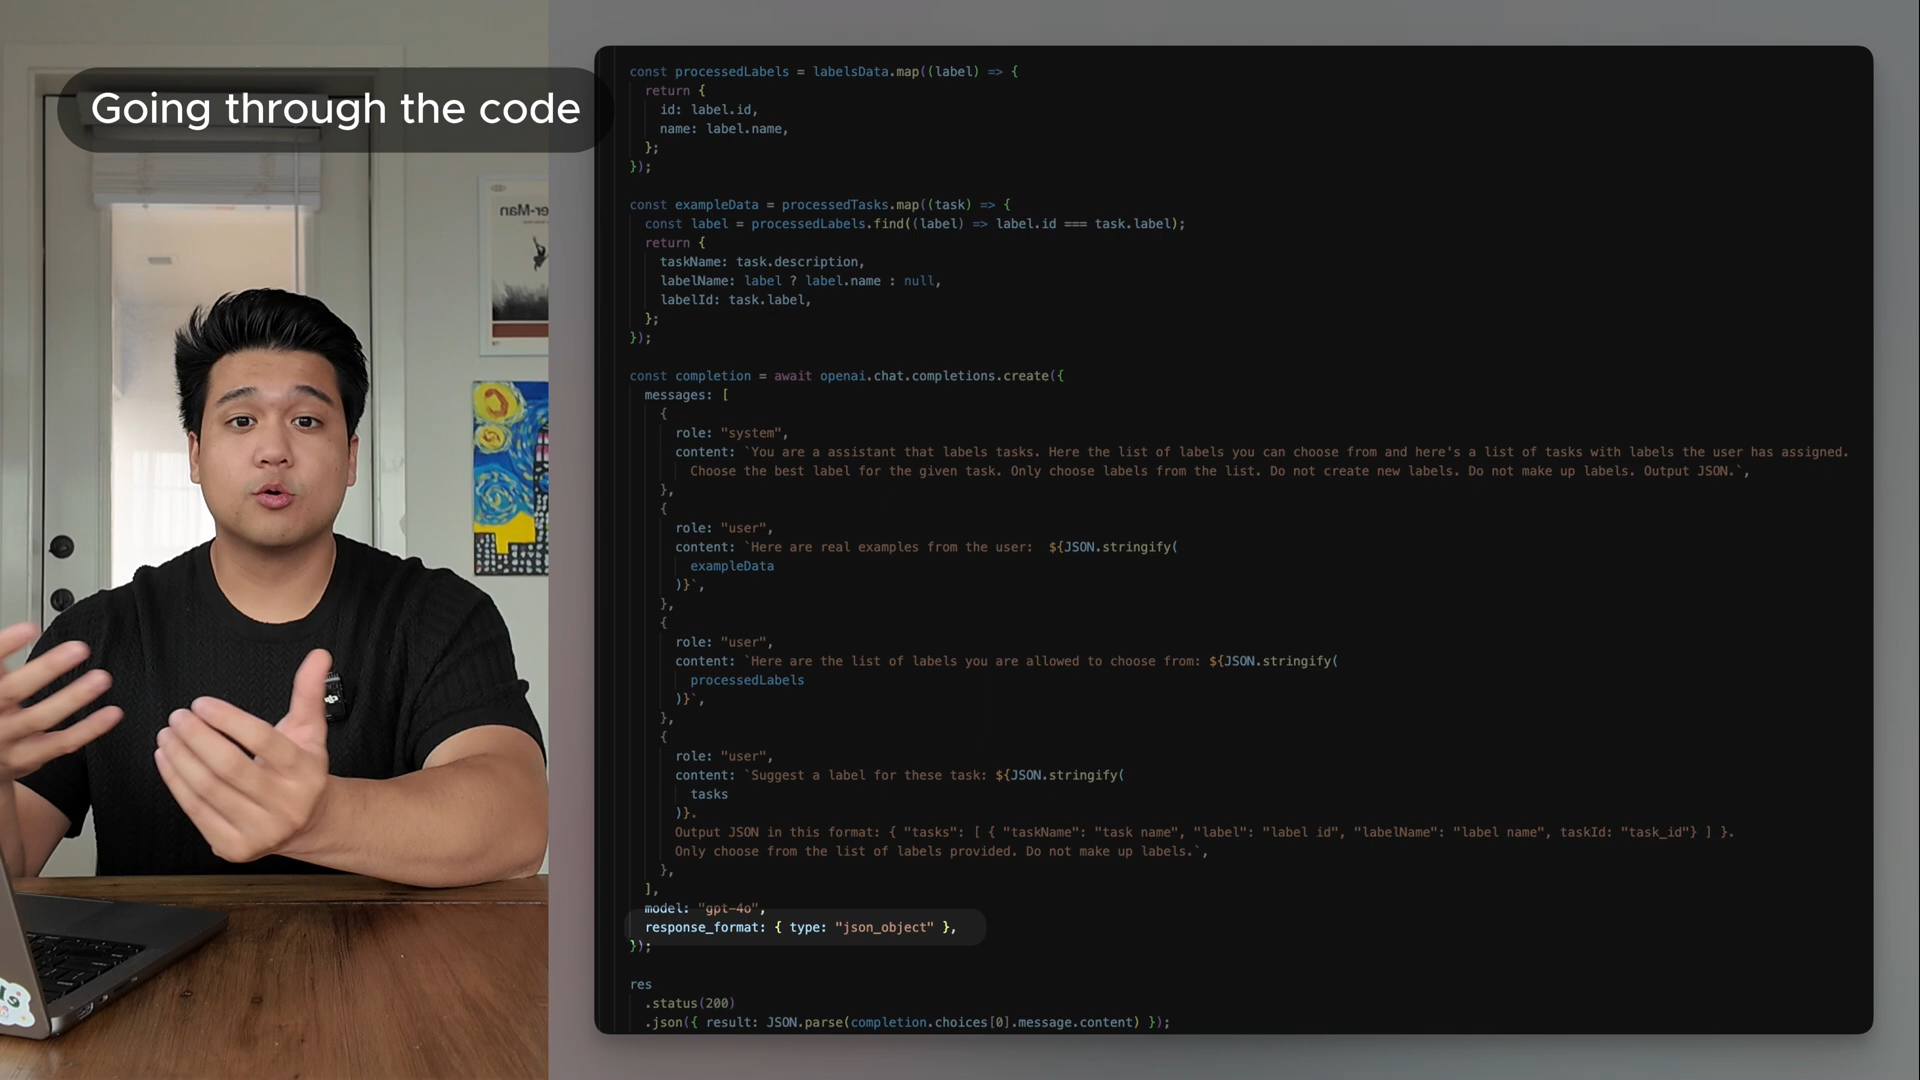 Going through the code
const processedLabels = labelsData.map((label) => {
return {
id: label.id,
name: label.name,
};
});
const exampleData = processedTasks.map((task) => {
const label = processedLabels.find((label) => label.id === task.label);
return {
taskName: task.description,
labelName: label ? label.name : null,
labelId: task.label,
};
});
const completion = await openai.chat.completions.create({
messages: [
{
role: "system",
content: `You are a assistant that labels tasks. Here the list of labels you can choose from and here's a list of tasks with labels the user has assigned.
Choose the best label for the given task. Only choose labels from the list. Do not create new labels. Do not make up labels. Output JSON.`,
},
{
role: "user",
content: `Here are real examples from the user:  ${JSON.stringify(
exampleData
)}`,
},
{
role: "user",
content: `Here are the list of labels you are allowed to choose from: ${JSON.stringify(
processedLabels
)}`,
},
{
role: "user",
content: `Suggest a label for these task: ${JSON.stringify(
tasks
)}.
Output JSON in this format: { "tasks": [ { "taskName": "task name", "label": "label id", "labelName": "label name", taskId: "task_id"} ] }.
Only choose from the list of labels provided. Do not make up labels.`,
},
],
model: "gpt-4o",
response_format: { type: "json_object" },
});
res
.status(200)
.json({ result: JSON.parse(completion.choices[0].message.content) });